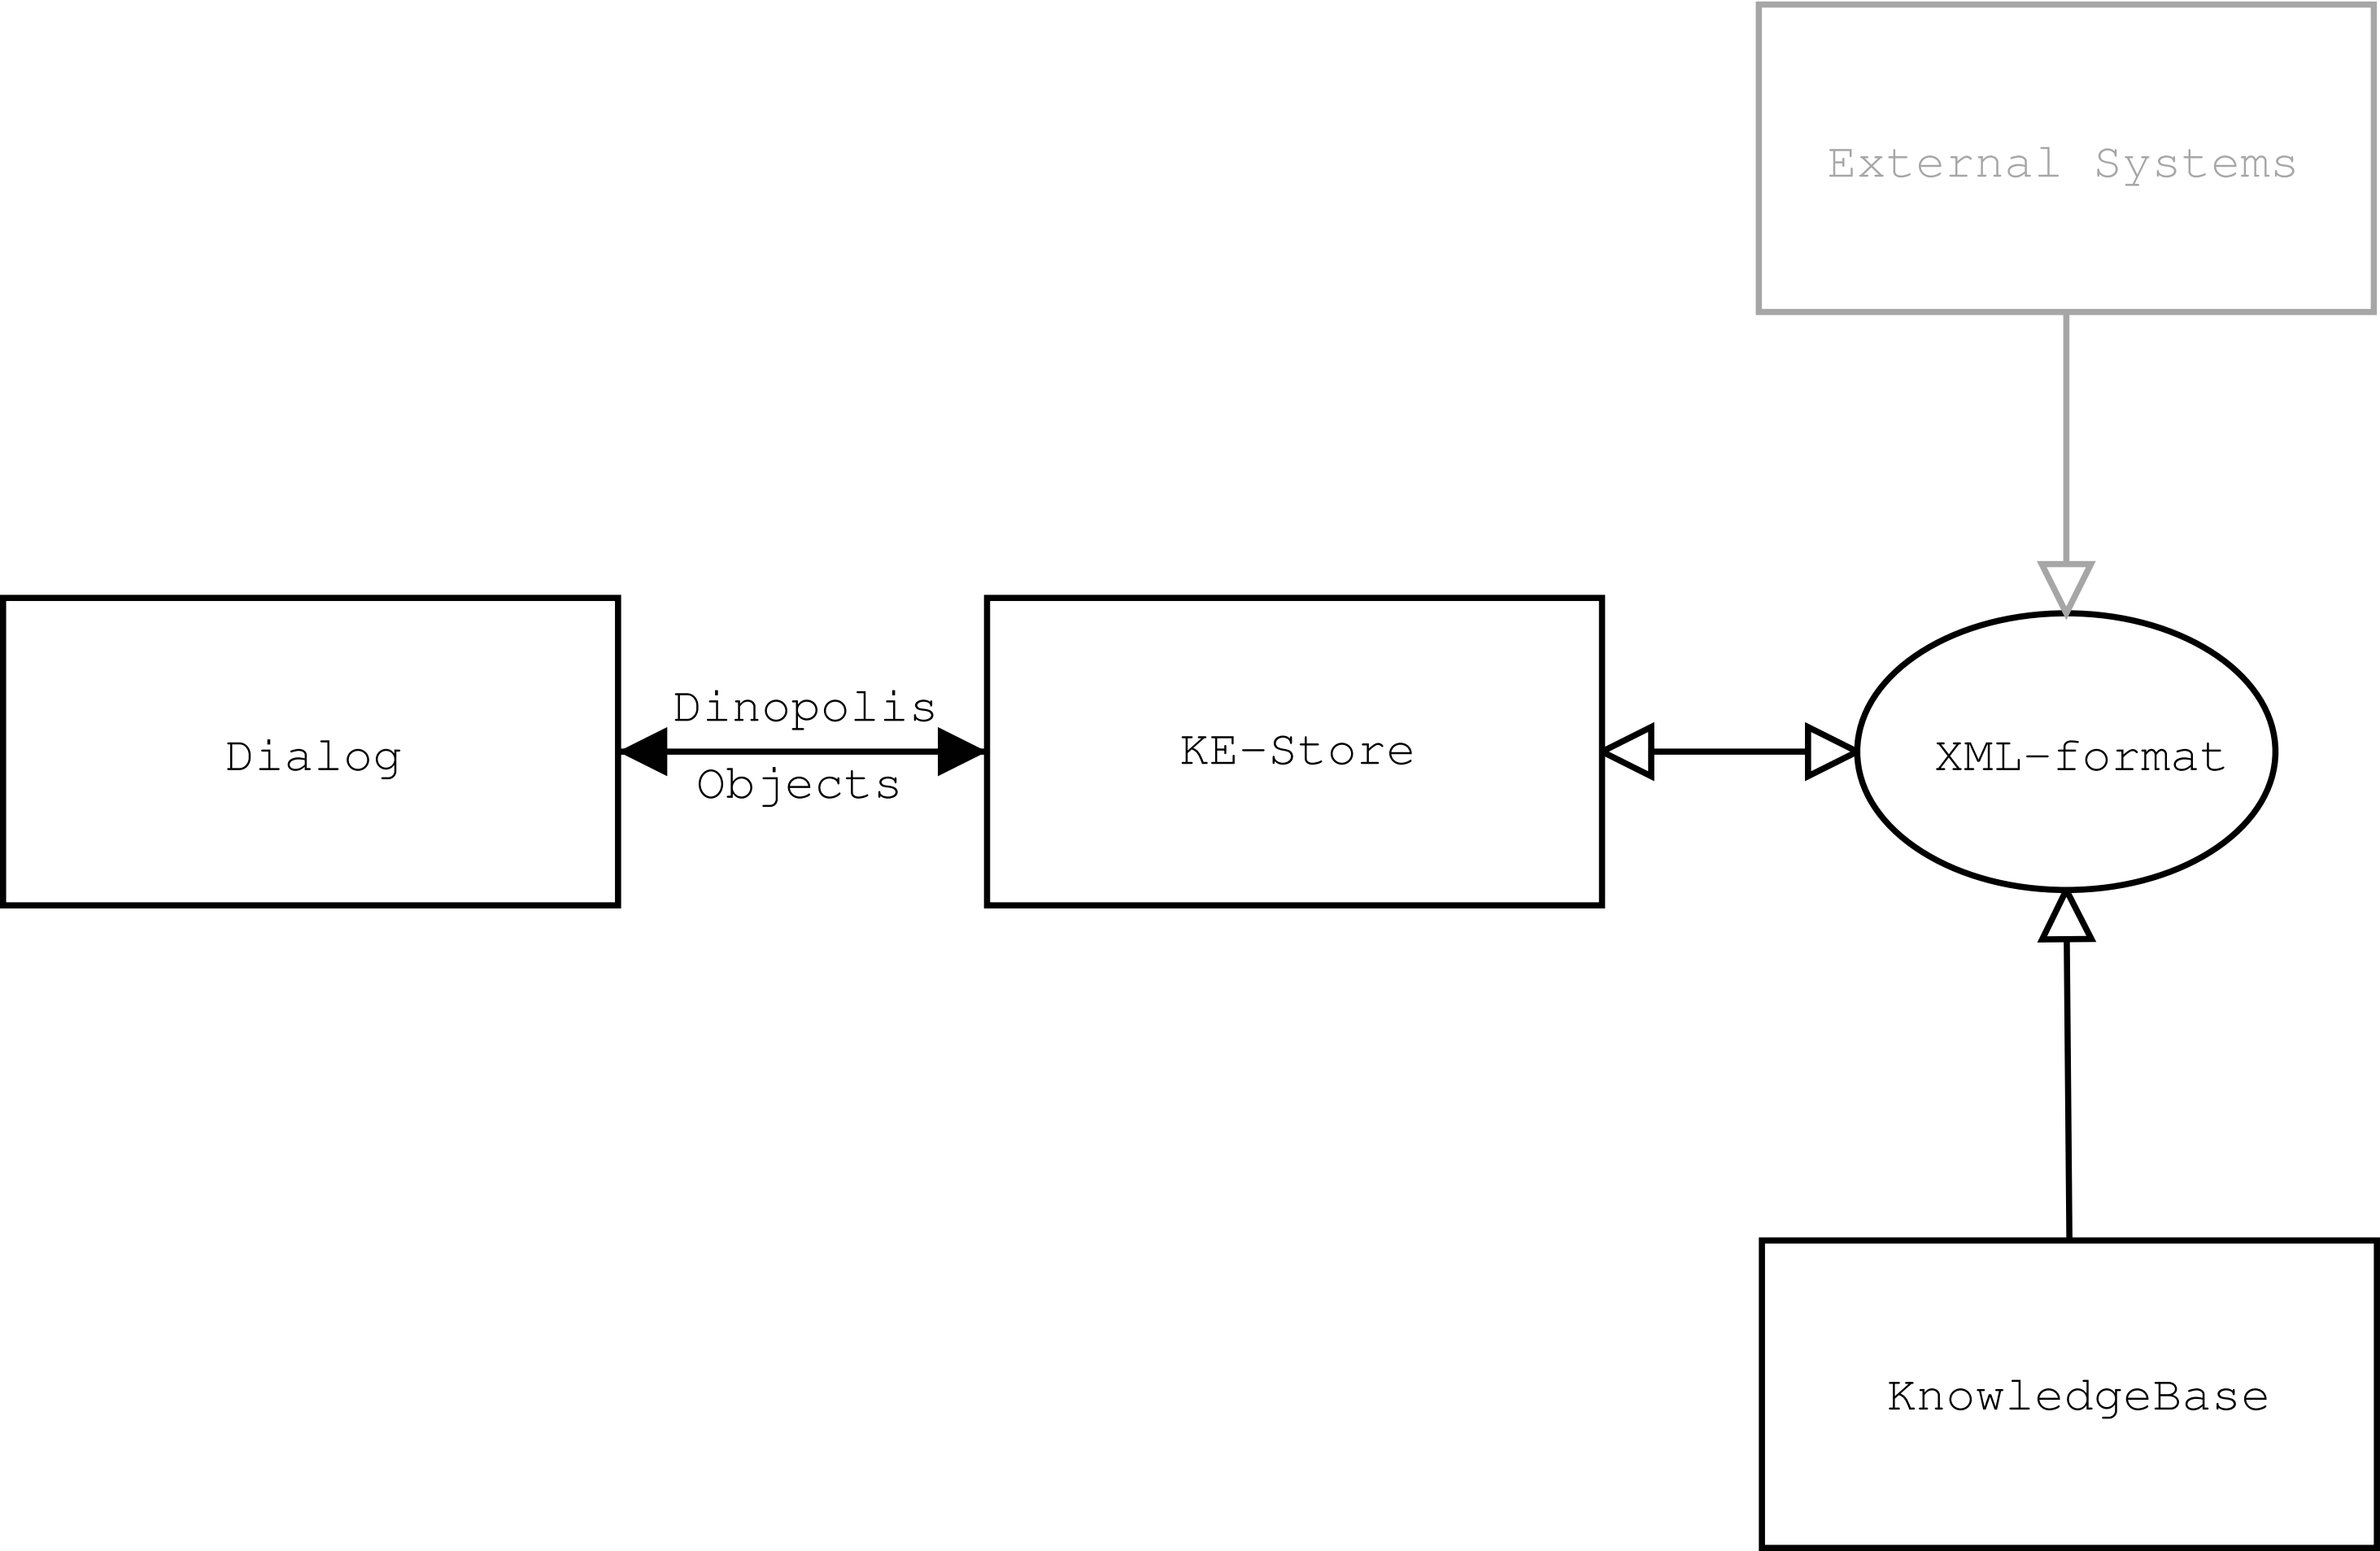 External Systems
Dinopolis
Dialog
KE-Store
XML-format
Objects
KnowledgeBase